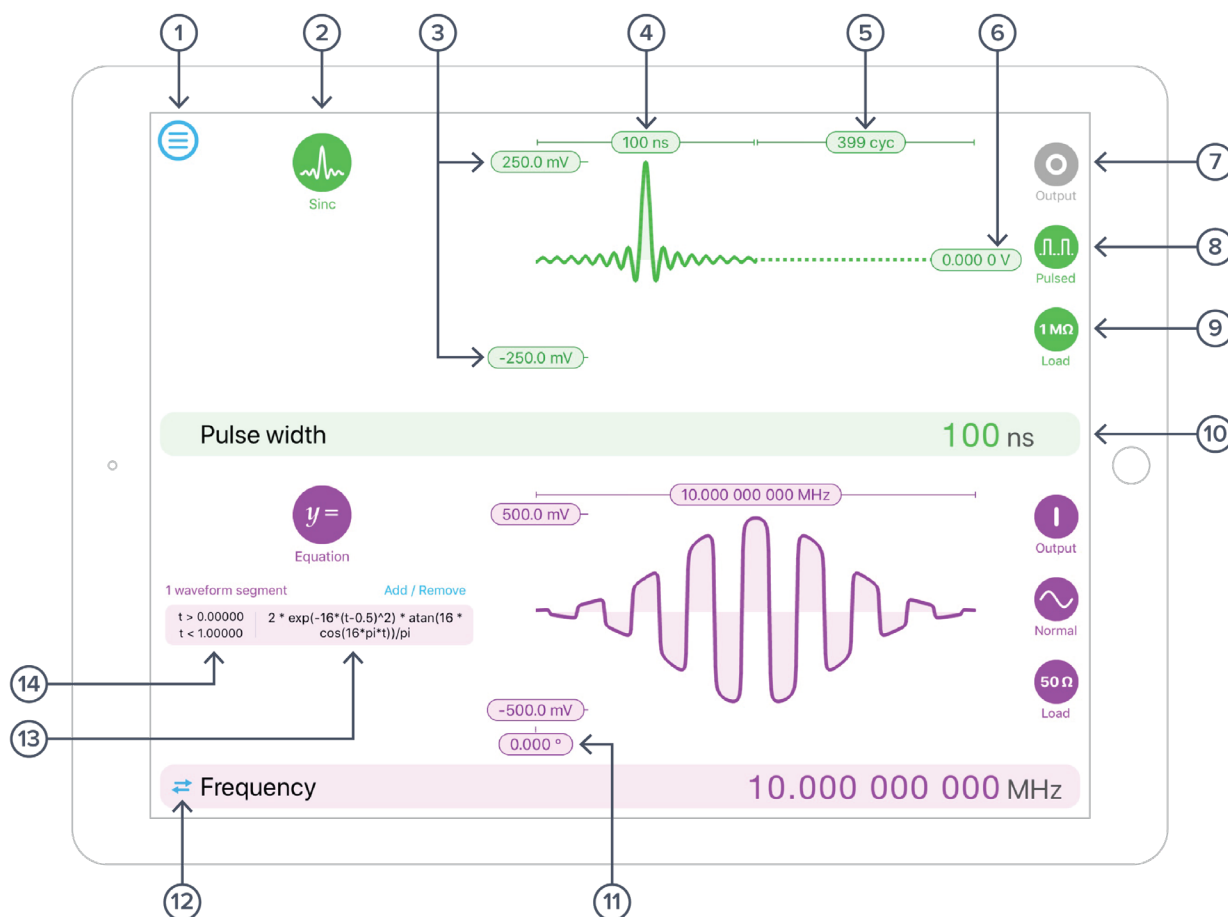 1
2
3
4
5
6
Sinc
100 ns
399 cyc
250.0 mV
Output
7
0.000 0 V
Pulsed
8
1 MΩ
Load
9
-250.0 mV
Pulse width
100 ns
10
y =
Equation
10.000 000 000 MHz
500.0 mV
Output
1 waveform segment
Add / Remove
t > 0.00000
t < 1.00000
2 * exp(-16*(t-0.5)^2) * atan(16 *
cos(16*pi*t))/pi
Normal
50 Ω
Load
14
13
-500.0 mV
0.000 °
Frequency
10.000 000 000 MHz
12
11